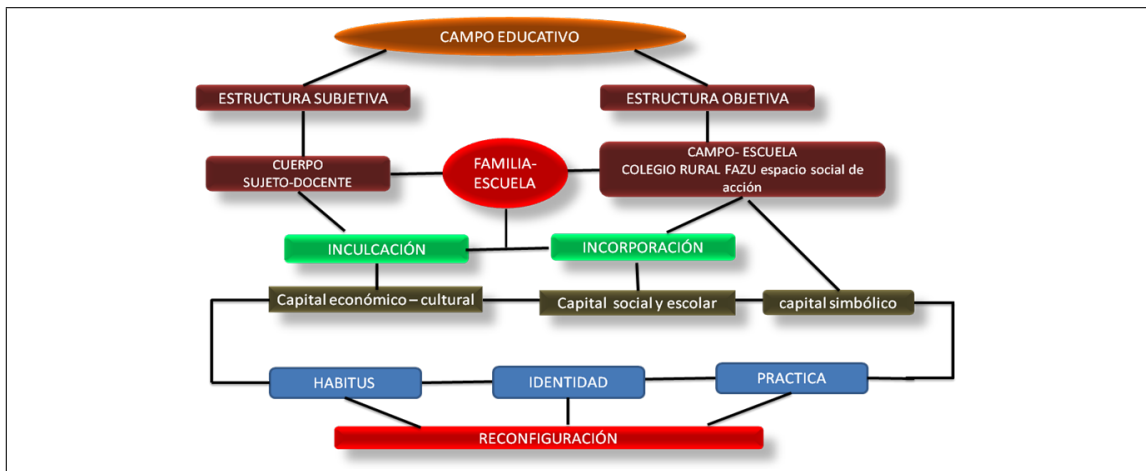 CAMPO EDUCATIVO
ESTRUCTURA SUBJETIVA
ESTRUCTURA OBJETIVA
CUERPO
SUJETO-DOCENTE
FAMILIA-
ESCUELA
CAMPO- ESCUELA
COLEGIO RURAL FAZU espacio social de
acción
INCULCACIÓN
INCORPORACIÓN
Capital económico – cultural
Capital social y escolar
capital simbólico
HABITUS
IDENTIDAD
PRACTICA
RECONFIGURACIÓN